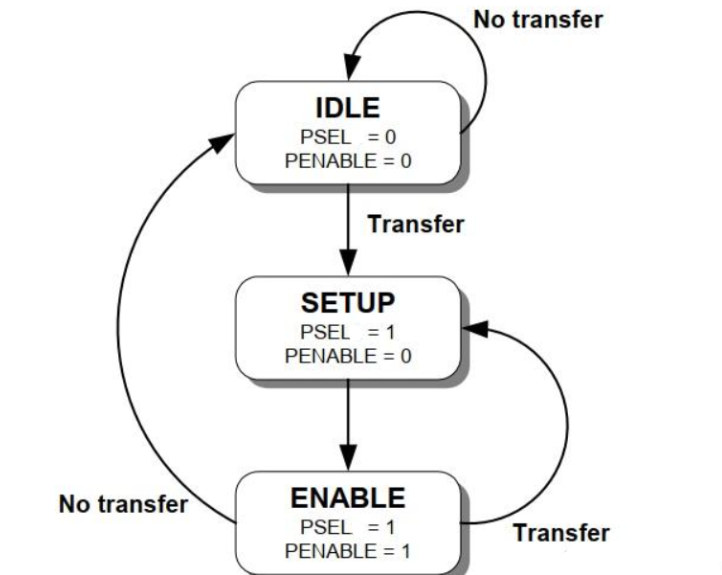 No transfer
IDLE
PSEL = 0
PENABLE = 0
Transfer
SETUP
PSEL = 1
PENABLE = 0
No transfer
ENABLE
PSEL = 1
PENABLE = 1
Transfer